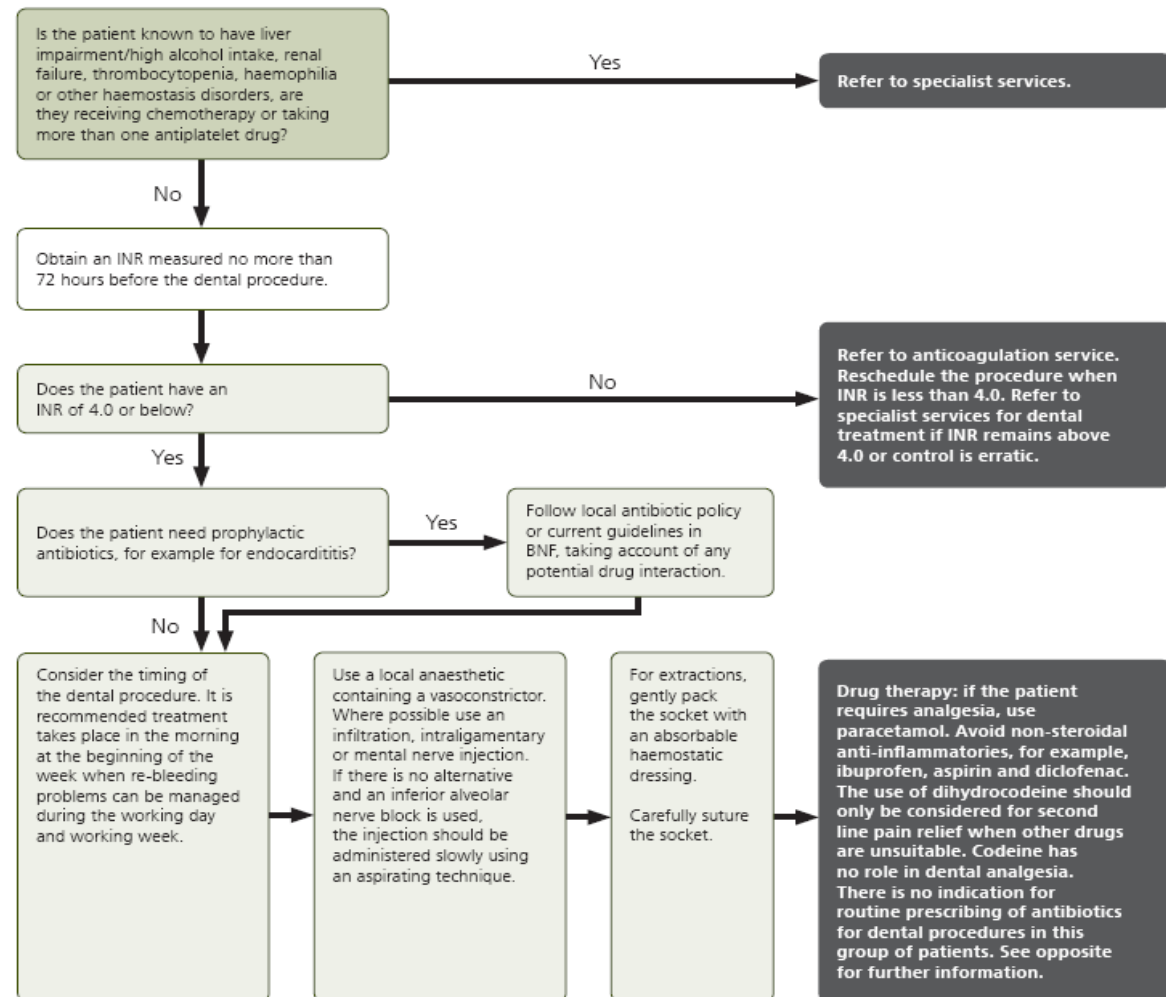 Is the patient known to have liver
impairment/high alcohol intake, renal
failure, thrombocytopenia, haemophilia
or other haemostasis disorders, are
they receiving chemotherapy or taking
more than one antiplatelet drug?
Yes
Refer to specialist services.
No
Obtain an INR measured no more than
72 hours before the dental procedure.
Does the patient have an
INR of 4.0 or below?
No
Refer to anticoagulation service.
Reschedule the procedure when
INR is less than 4.0. Refer to
specialist services for dental
treatment if INR remains above
4.0 or control is erratic.
Yes
Does the patient need prophylactic
antibiotics, for example for endocardititis?
Yes
Follow local antibiotic policy
or current guidelines in
BNF, taking account of any
potential drug interaction.
No
Consider the timing of
the dental procedure. It is
recommended treatment
takes place in the morning
at the beginning of the
week when re-bleeding
problems can be managed
during the working day
and working week.
Use a local anaesthetic
containing a vasoconstrictor.
Where possible use an
infiltration, intraligamentary
or mental nerve injection.
If there is no alternative
and an inferior alveolar
nerve block is used,
the injection should be
administered slowly using
an aspirating technique.
For extractions,
gently pack
the socket with
an absorbable
haemostatic
dressing.
Carefully suture
the socket.
Drug therapy: if the patient
requires analgesia, use
paracetamol. Avoid non-steroidal
anti-inflammatories, for example,
ibuprofen, aspirin and diclofenac.
The use of dihydrocodeine should
only be considered for second
line pain relief when other drugs
are unsuitable. Codeine has
no role in dental analgesia.
There is no indication for
routine prescribing of antibiotics
for dental procedures in this
group of patients. See opposite
for further information.